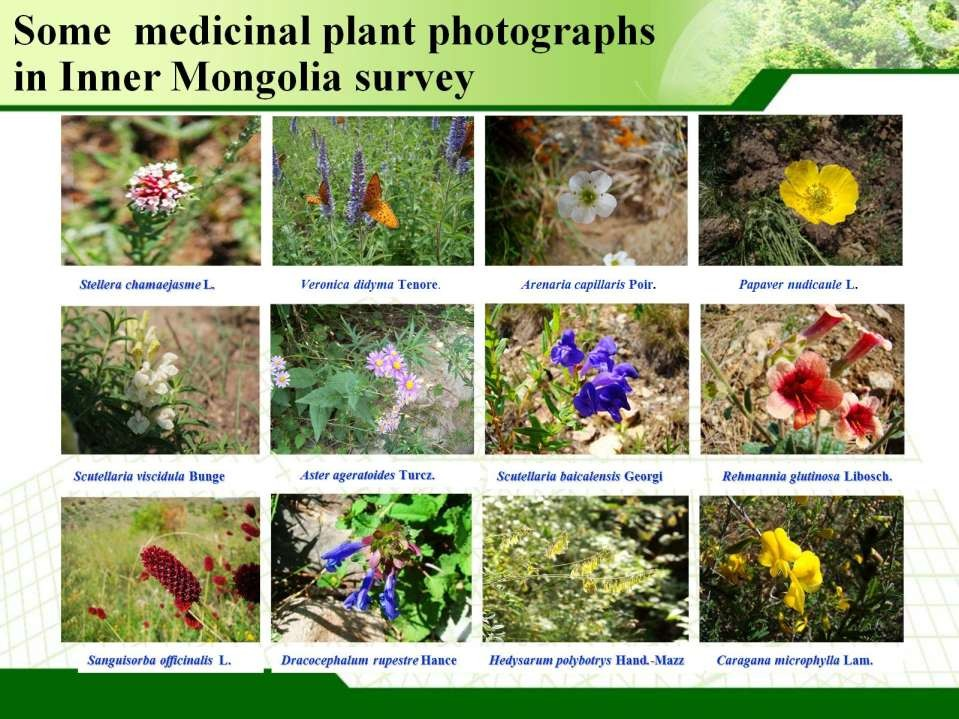 Some medicinal plant photographs
in Inner Mongolia survey
Stellera chamaejasme L.
Veronica didyma Tenore.
Arenaria capillaris Poir.
Papaver nudicaule L.
Scutellaria viscidula Bunge
Aster ageratoides Turcz.
Scutellaria baicalensis Georgi
Rehmannia glutinosa Libosch.
Sanguisorba officinalis L.
Dracocephalum rupestre Hance
Hedysarum polybotrys Hand.-Mazz
Caragana microphylla Lam.